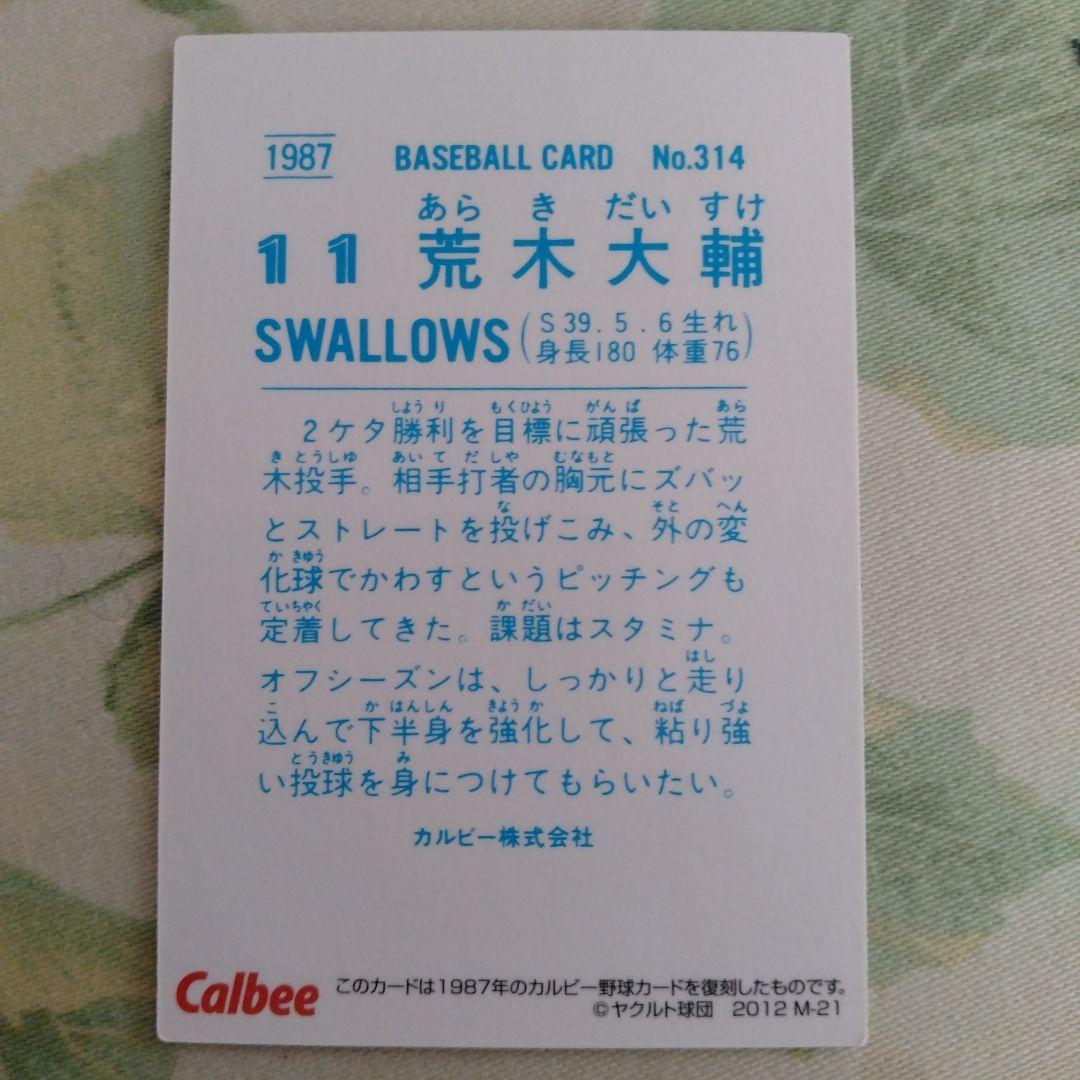 1987 BASEBALL CARD No.314
あら き だい すけ
11 荒木大輔
SWALLOWS (S39.5.6生れ
身長180 体重76)
しょうり もくひょう がんば あら
2ケタ勝利を目標に頑張った荒
き とうしゅ あいて だしゃ むなもと
木投手。相手打者の胸元にズバッ
な そと へん
とストレートを投げこみ、外の変
か きゅう
化球でかわすというピッチングも
ていちゃく かだい
定着してきた。課題はスタミナ。
はし
オフシーズンは、しっかりと走り
こ かはんしん きょうか ねば づよ
込んで下半身を強化して、粘り強
とうきゅう み
い投球を身につけてもらいたい。
カルビー株式会社
Calbee このカードは1987年のカルビー野球カードを復刻したものです。
©ヤクルト球団 2012 M-21